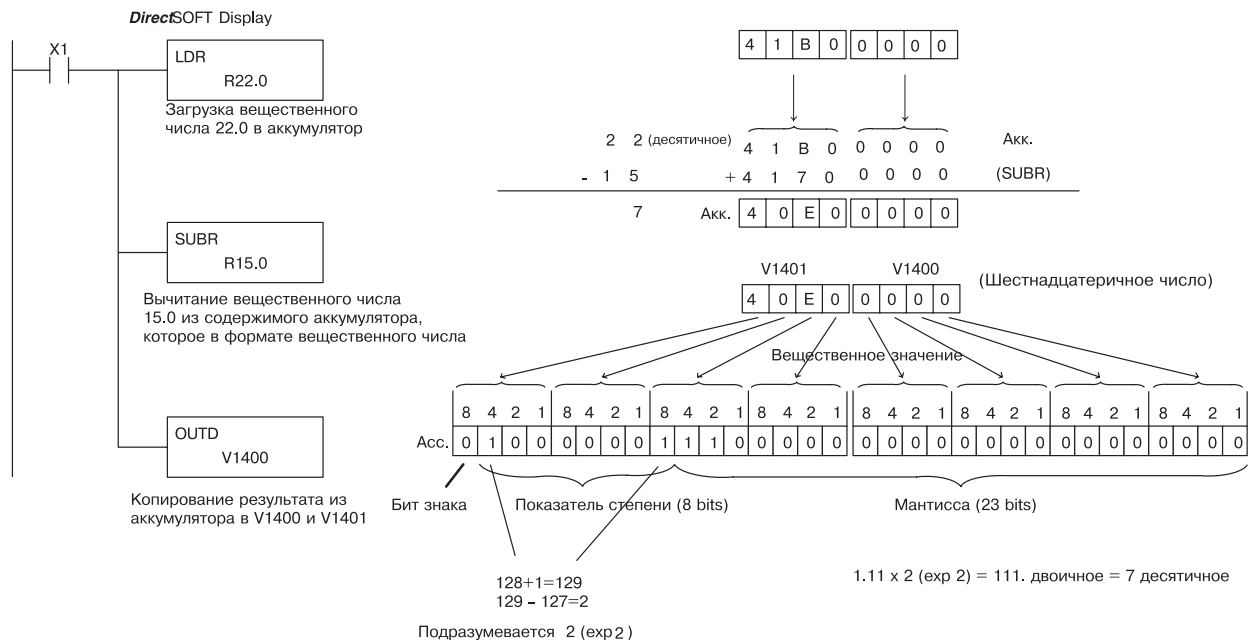 DirectSOFT Display
X1
LDR
R22.0
Загрузка вещественного
числа 22.0 в аккумулятор
SUBR
R15.0
Вычитание вещественного числа
15.0 из содержимого аккумулятора,
которое в формате вещественного числа
OUTD
V1400
Копирование результата из
аккумулятора в V1400 и V1401
4 1 B 0 0 0 0 0
2 2 (десятичное) 4 1 B 0 0 0 0 0 Акк.
- 1 5 + 4 1 7 0 0 0 0 0 (SUBR)
7 Акк. 4 0 E 0 0 0 0 0
V1401 V1400
4 0 E 0 0 0 0 0 (Шестнадцатеричное число)
Вещественное значение
8 4 2 1 8 4 2 1 8 4 2 1 8 4 2 1 8 4 2 1 8 4 2 1 8 4 2 1 8 4 2 1
Acc. 0 1 0 0 0 0 0 0 1 1 1 0 0 0 0 0 0 0 0 0 0 0 0 0 0 0 0 0 0 0 0 0
Бит знака Показатель степени (8 bits) Мантисса (23 bits)
128+1=129
129 – 127=2
Подразумевается 2 (exp2)
1.11 x 2 (exp 2) = 111. двоичное = 7 десятичное